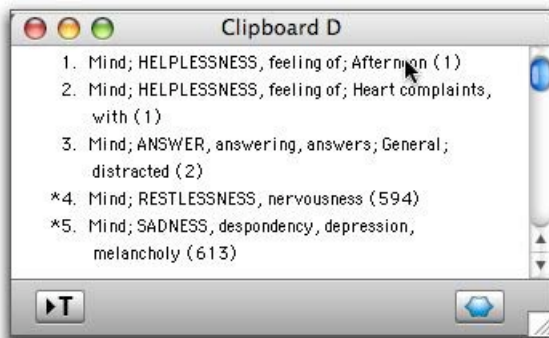 Clipboard D
1. Mind; HELPLESSNESS, feeling of; Afternoon (1)
2. Mind; HELPLESSNESS, feeling of; Heart complaints,
with (1)
3. Mind; ANSWER, answering, answers; General;
distracted (2)
*4. Mind; RESTLESSNESS, nervousness (594)
*5. Mind; SADNESS, despondency, depression,
melancholy (613)
T